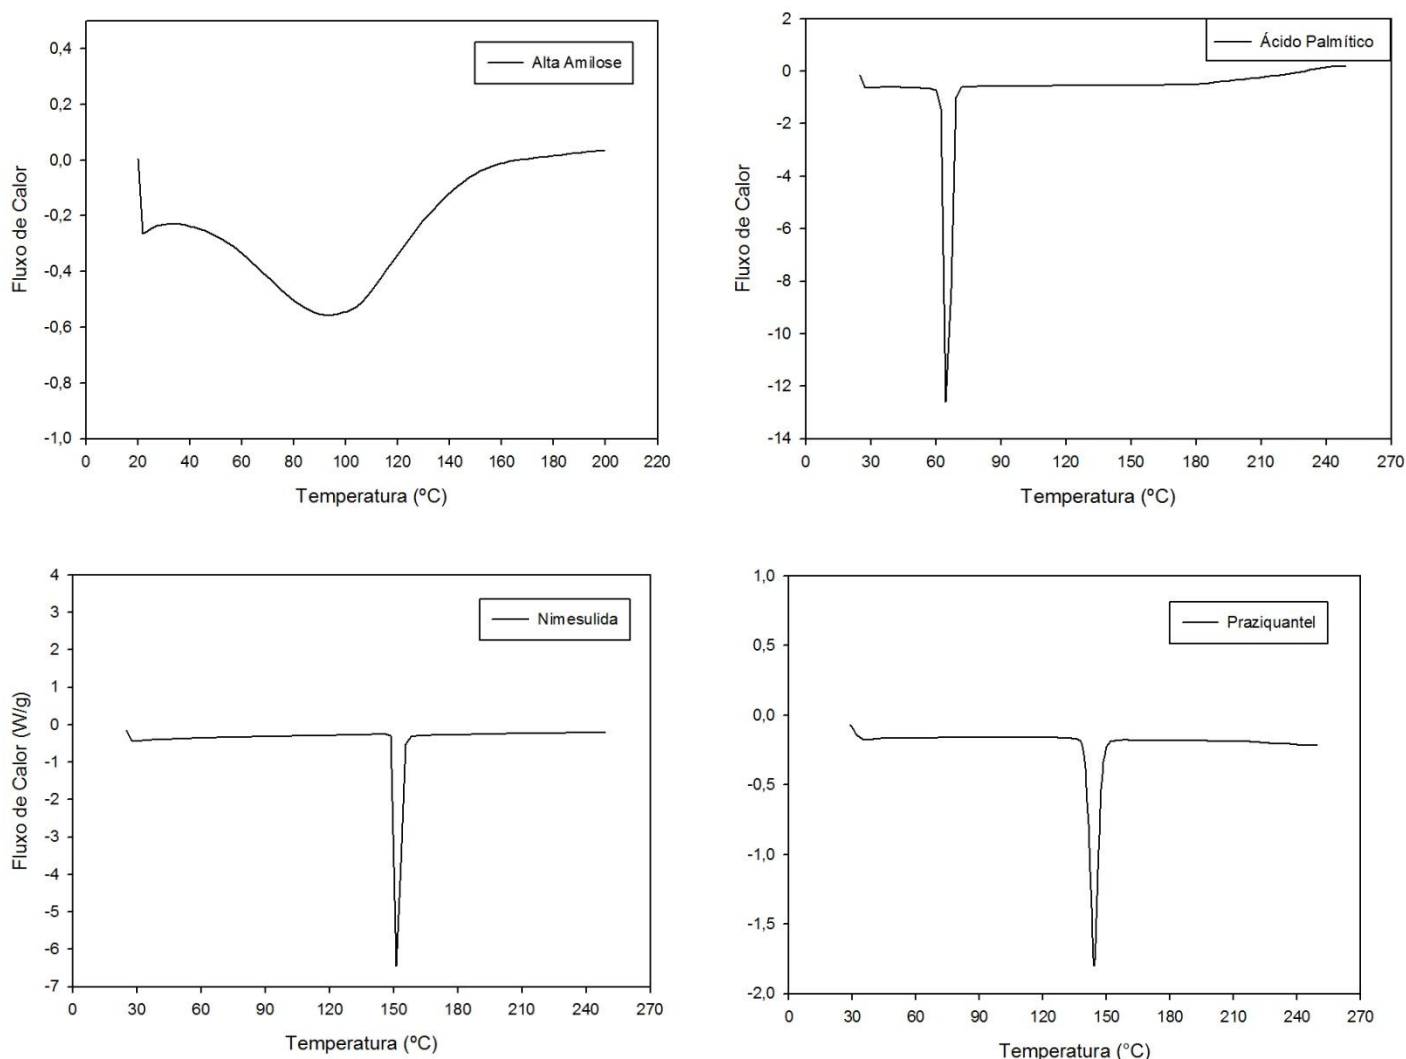 0,4
0,2
0,0
-0,2
-0,4
-0,6
-0,8
-1,0
Fluxo de Calor
Alta Amilose
0 20 40 60 80 100 120 140 160 180 200 220
Temperatura (ºC)
2
0
-2
-4
-6
-8
-10
-12
-14
Fluxo de Calor
Ácido Palmítico
0 30 60 90 120 150 180 210 240 270
Temperatura (ºC)
4
3
2
1
0
-1
-2
-3
-4
-5
-6
-7
Fluxo de Calor (W/g)
Nimesulida
0 30 60 90 120 150 180 210 240 270
Temperatura (ºC)
1,0
0,5
0,0
-0,5
-1,0
-1,5
-2,0
Fluxo de Calor
Praziquantel
0 30 60 90 120 150 180 210 240 270
Temperatura (°C)